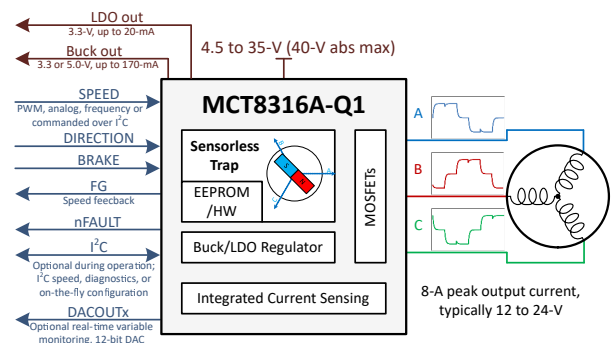 LDO out
3.3-V, up to 20-mA
Buck out
3.3 or 5.0-V, up to 170-mA
4.5 to 35-V (40-V abs max)
SPEED
PWM, analog, frequency or
commanded over I²C
DIRECTION
BRAKE
FG
Speed feecback
nFAULT
I²C
Optional during operation;
I²C speed, diagnostics, or
on-the-fly configuration
DACOUTx
Optional real-time variable
monitoring, 12-bit DAC
MCT8316A-Q1
Sensorless
Trap
EEPROM
/HW
B
S
N
A
C
MOSFETs
Buck/LDO Regulator
Integrated Current Sensing
A
B
C
8-A peak output current,
typically 12 to 24-V